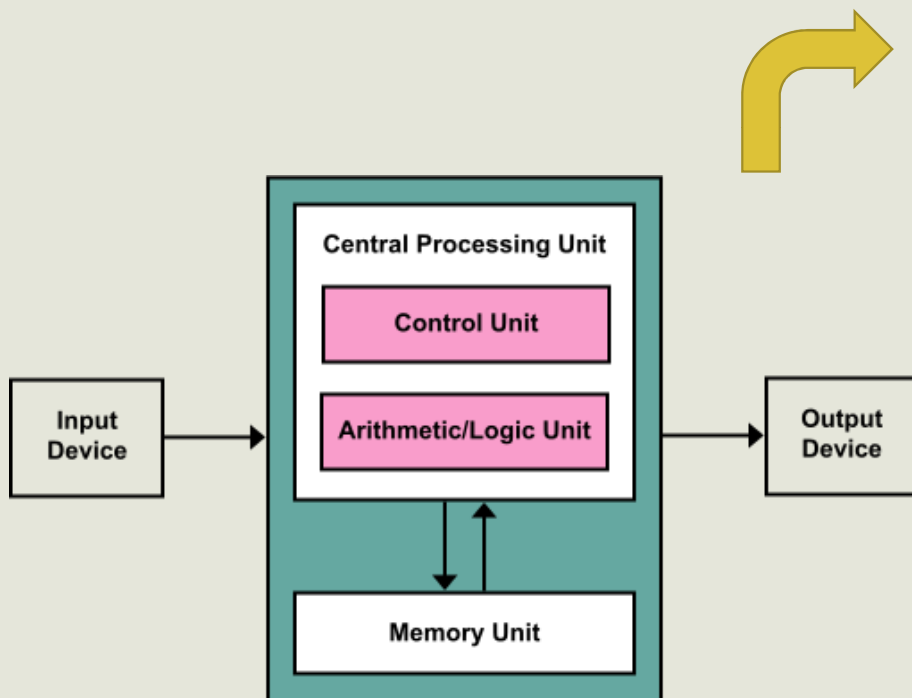 Central Processing Unit
Control Unit
Arithmetic/Logic Unit
Input
Device
Output
Device
Memory Unit